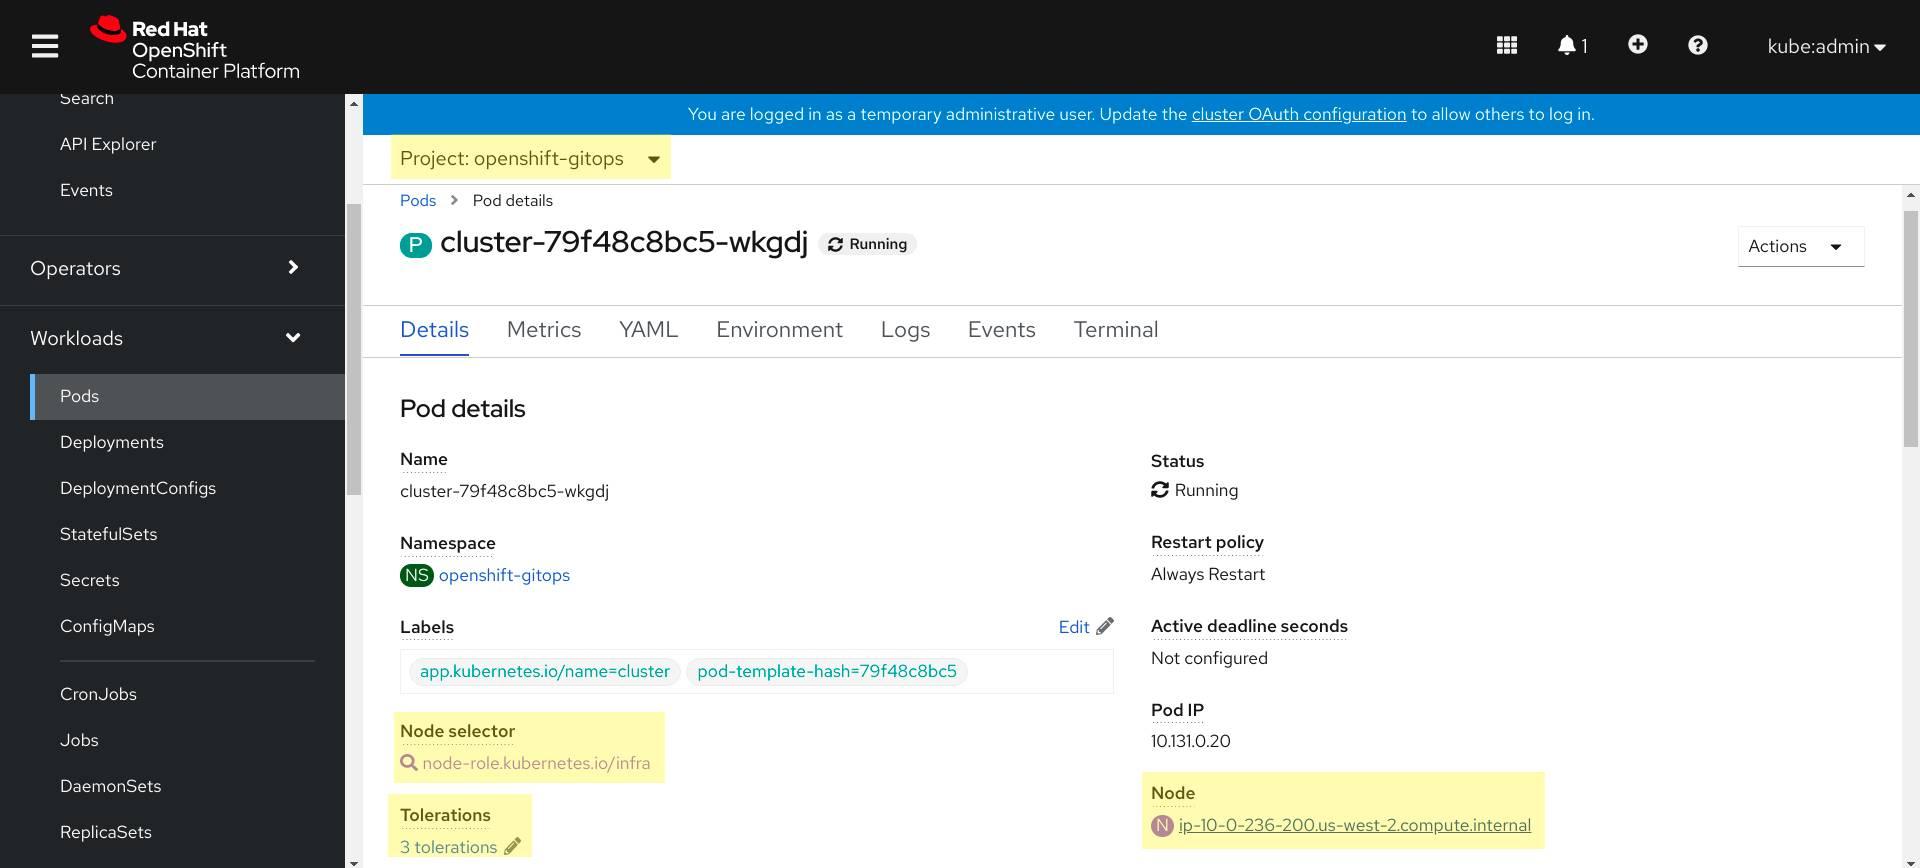 Red Hat
OpenShift
Container Platform
1
kube:admin
Search
API Explorer
Events
Operators
Workloads
Pods
Deployments
DeploymentConfigs
StatefulSets
Secrets
ConfigMaps
CronJobs
Jobs
DaemonSets
ReplicaSets
You are logged in as a temporary administrative user. Update the cluster OAuth configuration to allow others to log in.
Project: openshift-gitops
Pods > Pod details
P cluster-79f48c8bc5-wkgdj Running
Actions
Details Metrics YAML Environment Logs Events Terminal
Pod details
Name
cluster-79f48c8bc5-wkgdj
Namespace
NS openshift-gitops
Labels Edit
app.kubernetes.io/name=cluster pod-template-hash=79f48c8bc5
Node selector
node-role.kubernetes.io/infra
Tolerations
3 tolerations
Status
Running
Restart policy
Always Restart
Active deadline seconds
Not configured
Pod IP
10.131.0.20
Node
N ip-10-0-236-200.us-west-2.compute.internal